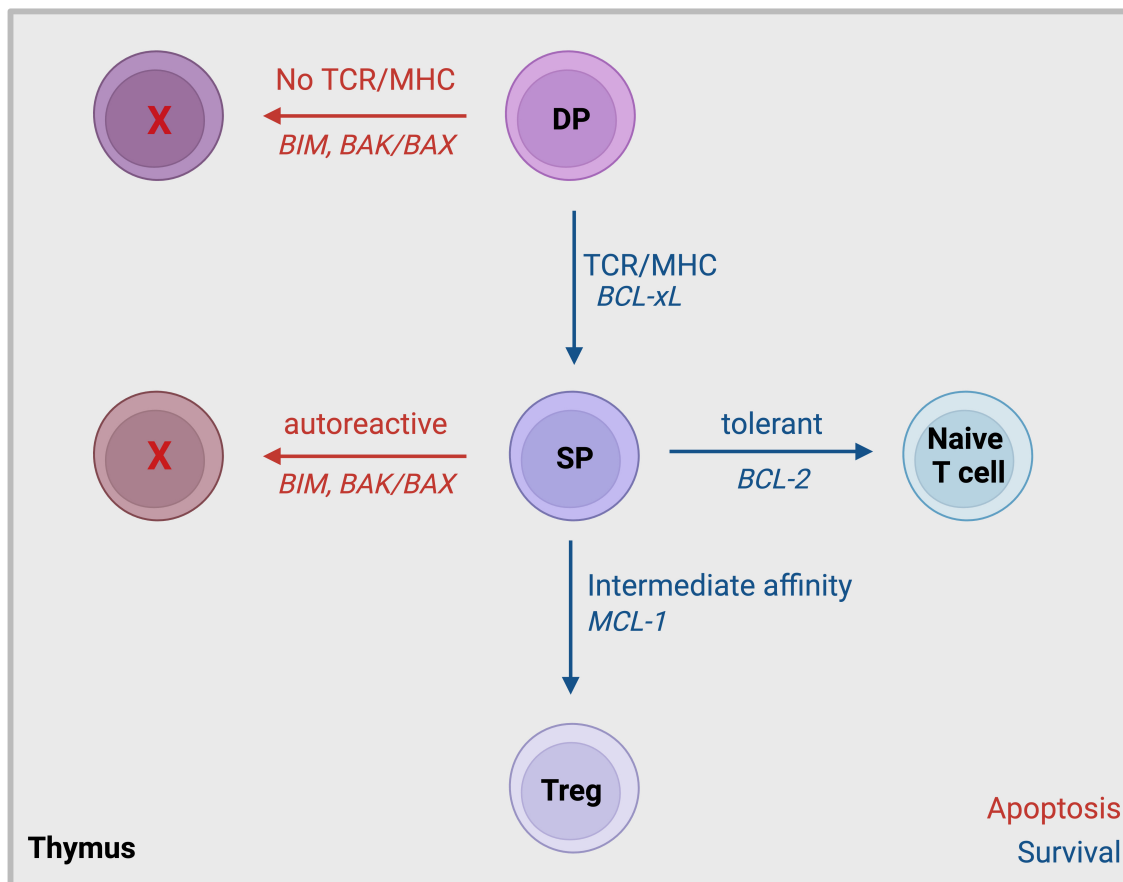 No TCR/MHC
X
DP
BIM, BAK/BAX
TCR/MHC
BCL-xL
autoreactive
tolerant
X
SP
Naive
T cell
BIM, BAK/BAX
BCL-2
Intermediate affinity
MCL-1
Treg
Apoptosis
Thymus
Survival